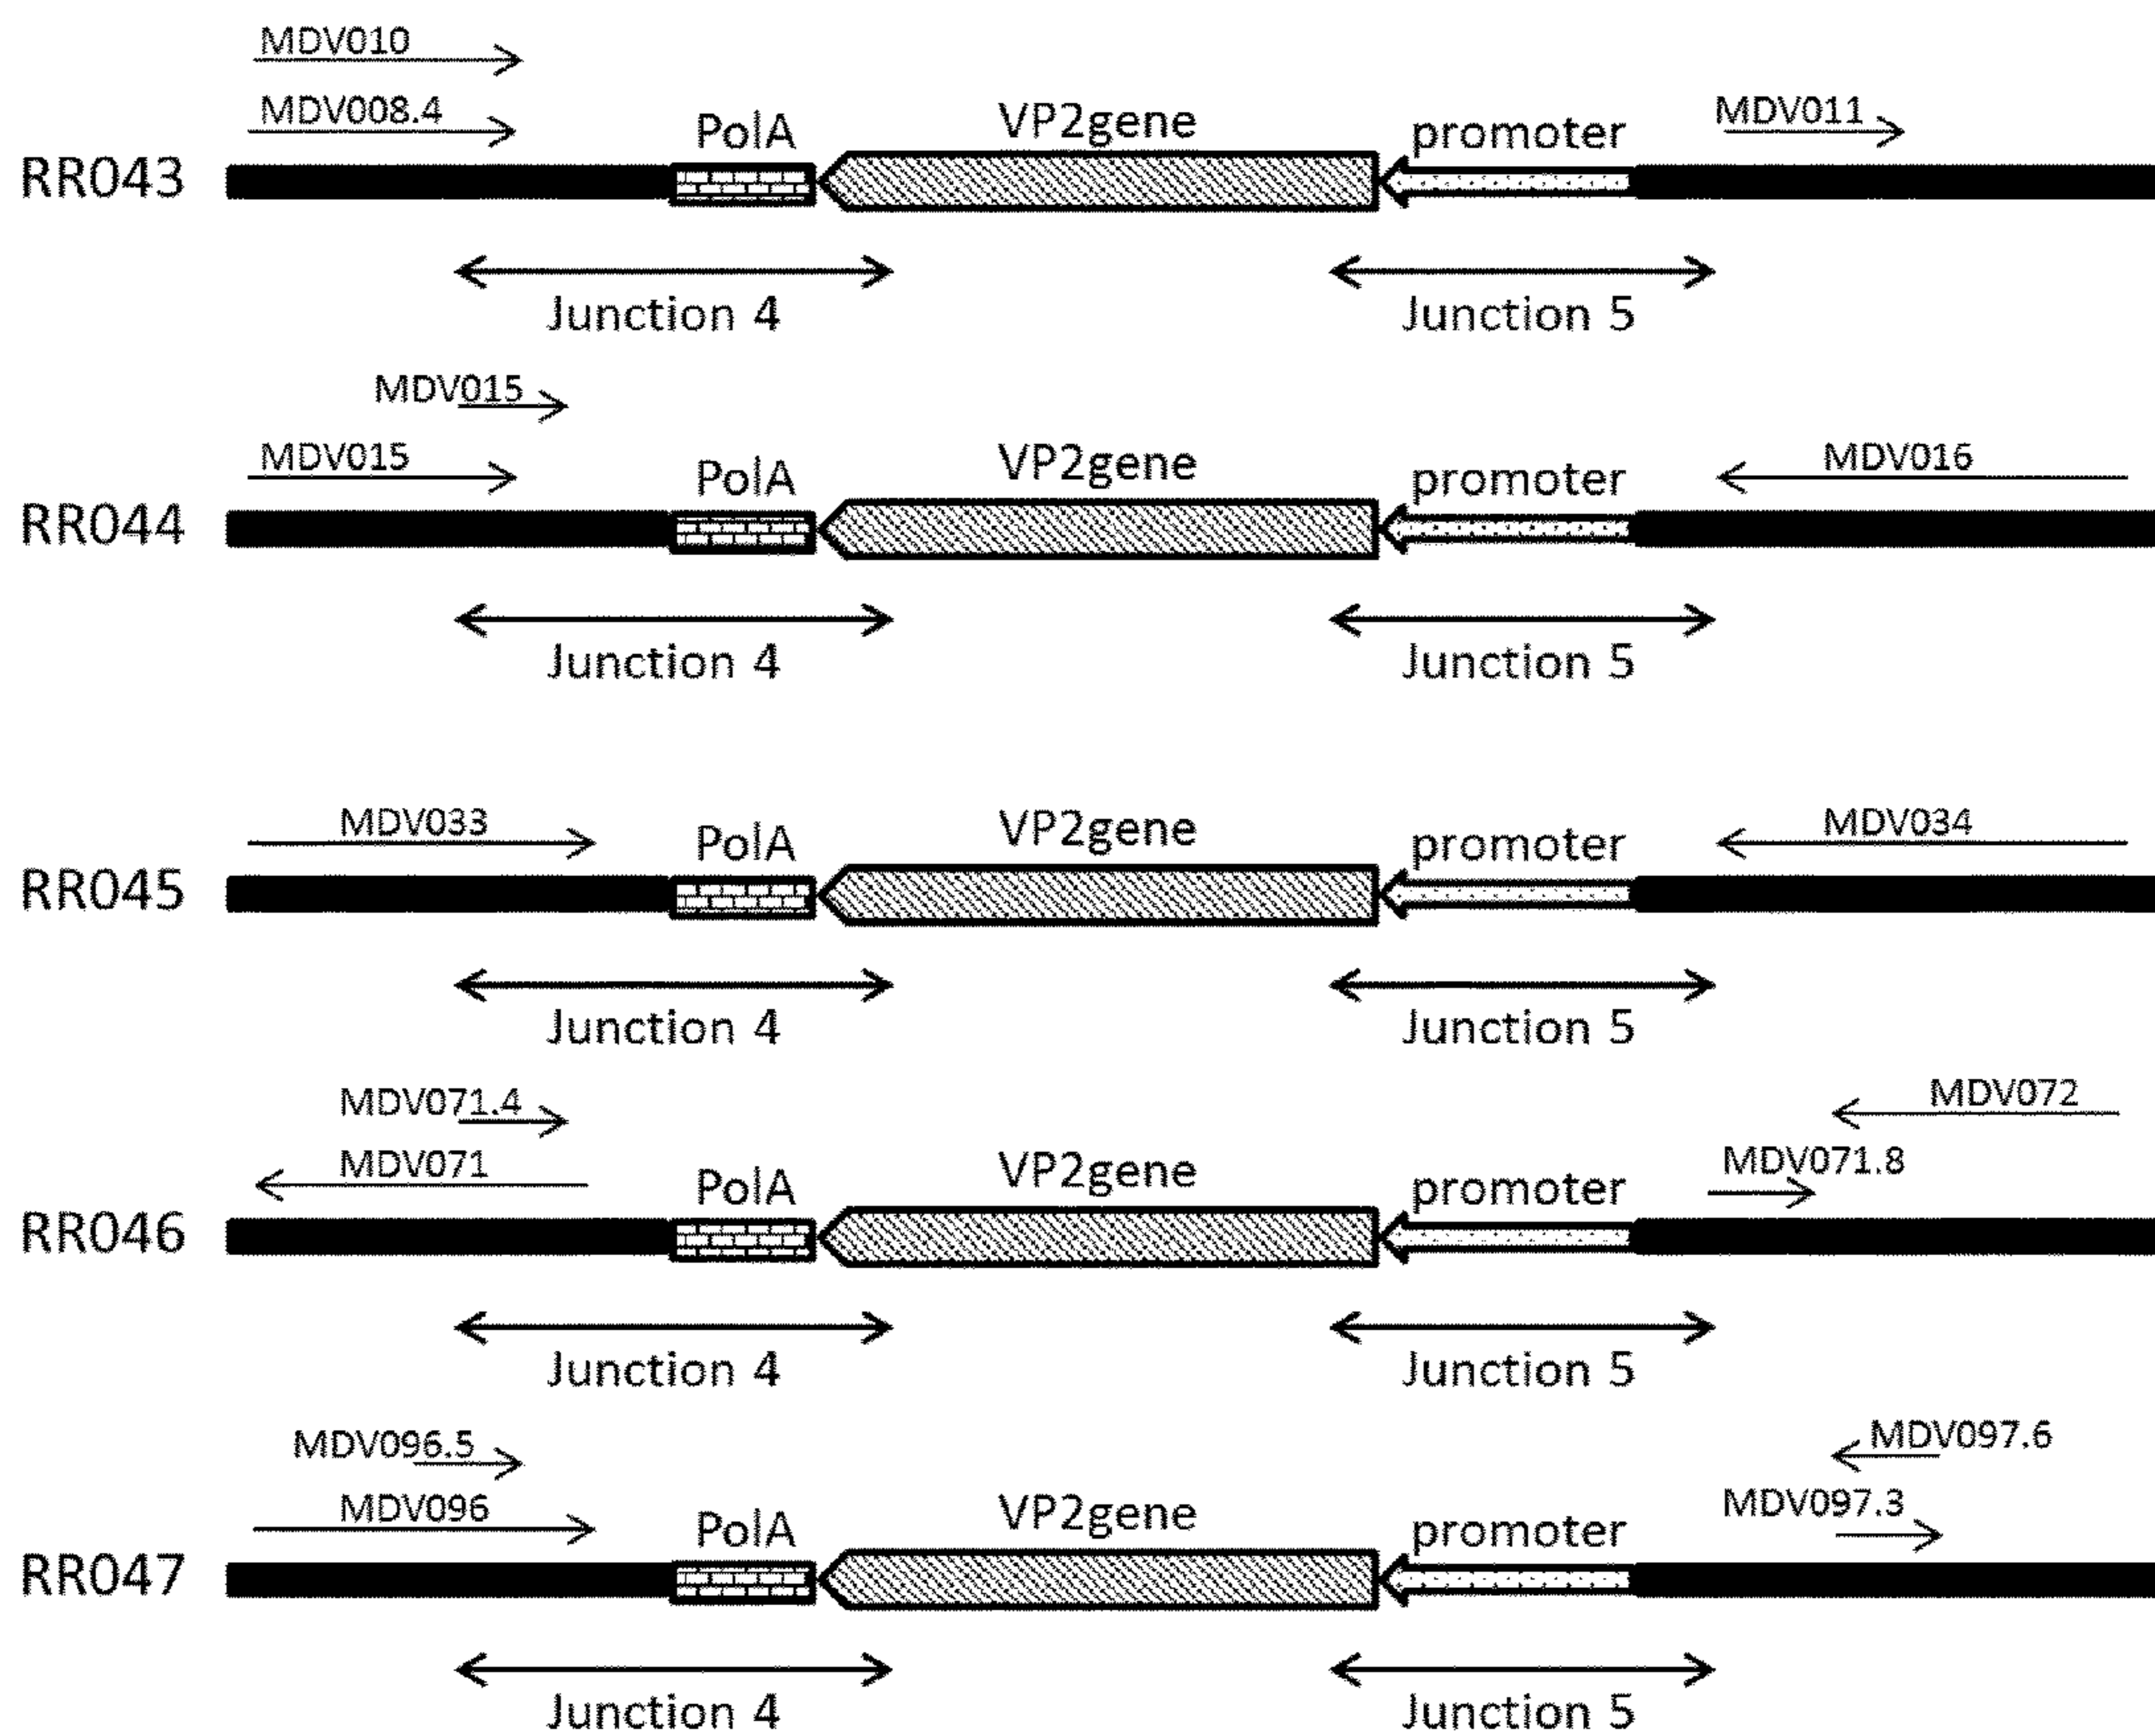 MDV010
MDV008.4
PolA
VP2gene
promoter
MDV011
RR043
Junction 4
Junction 5
MDV015
MDV015
PolA
VP2gene
promoter
MDV016
RR044
Junction 4
Junction 5
MDV033
PolA
VP2gene
promoter
MDV034
RR045
Junction 4
Junction 5
MDV071.4
MDV072
MDV071
PolA
VP2gene
promoter
MDV071.8
RR046
Junction 4
Junction 5
MDV096.5
MDV097.6
MDV096
PolA
VP2gene
promoter
MDV097.3
RR047
Junction 4
Junction 5